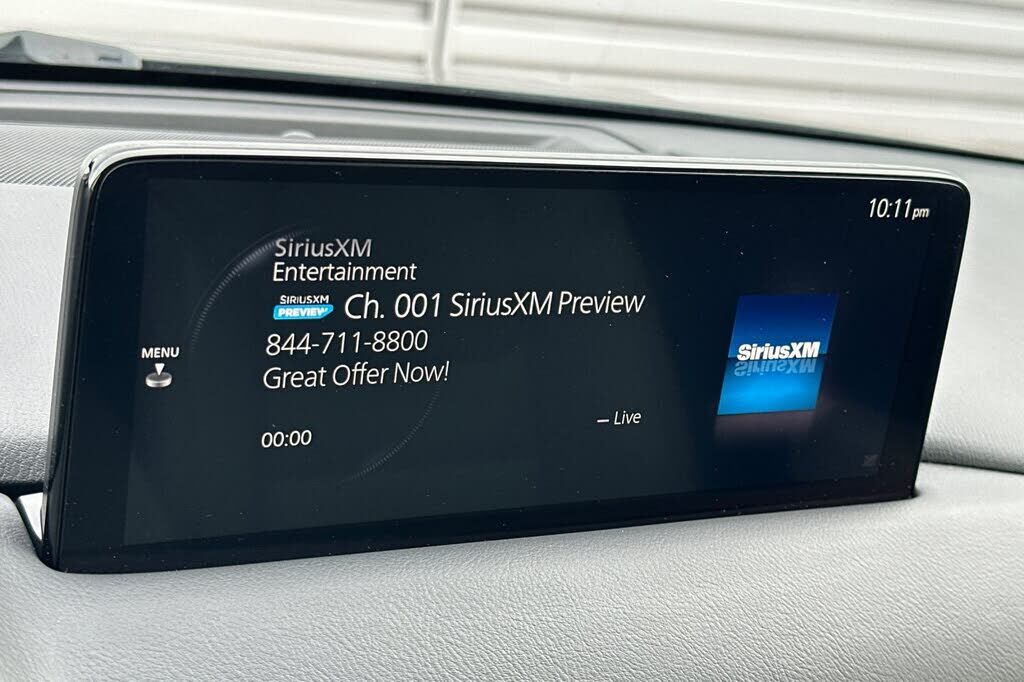 10:11pm
SiriusXM
Entertainment
SIRIUSXM
PREVIEW
Ch. 001 SiriusXM Preview
844-711-8800
Great Offer Now!
MENU
SiriusXM
00:00
– Live